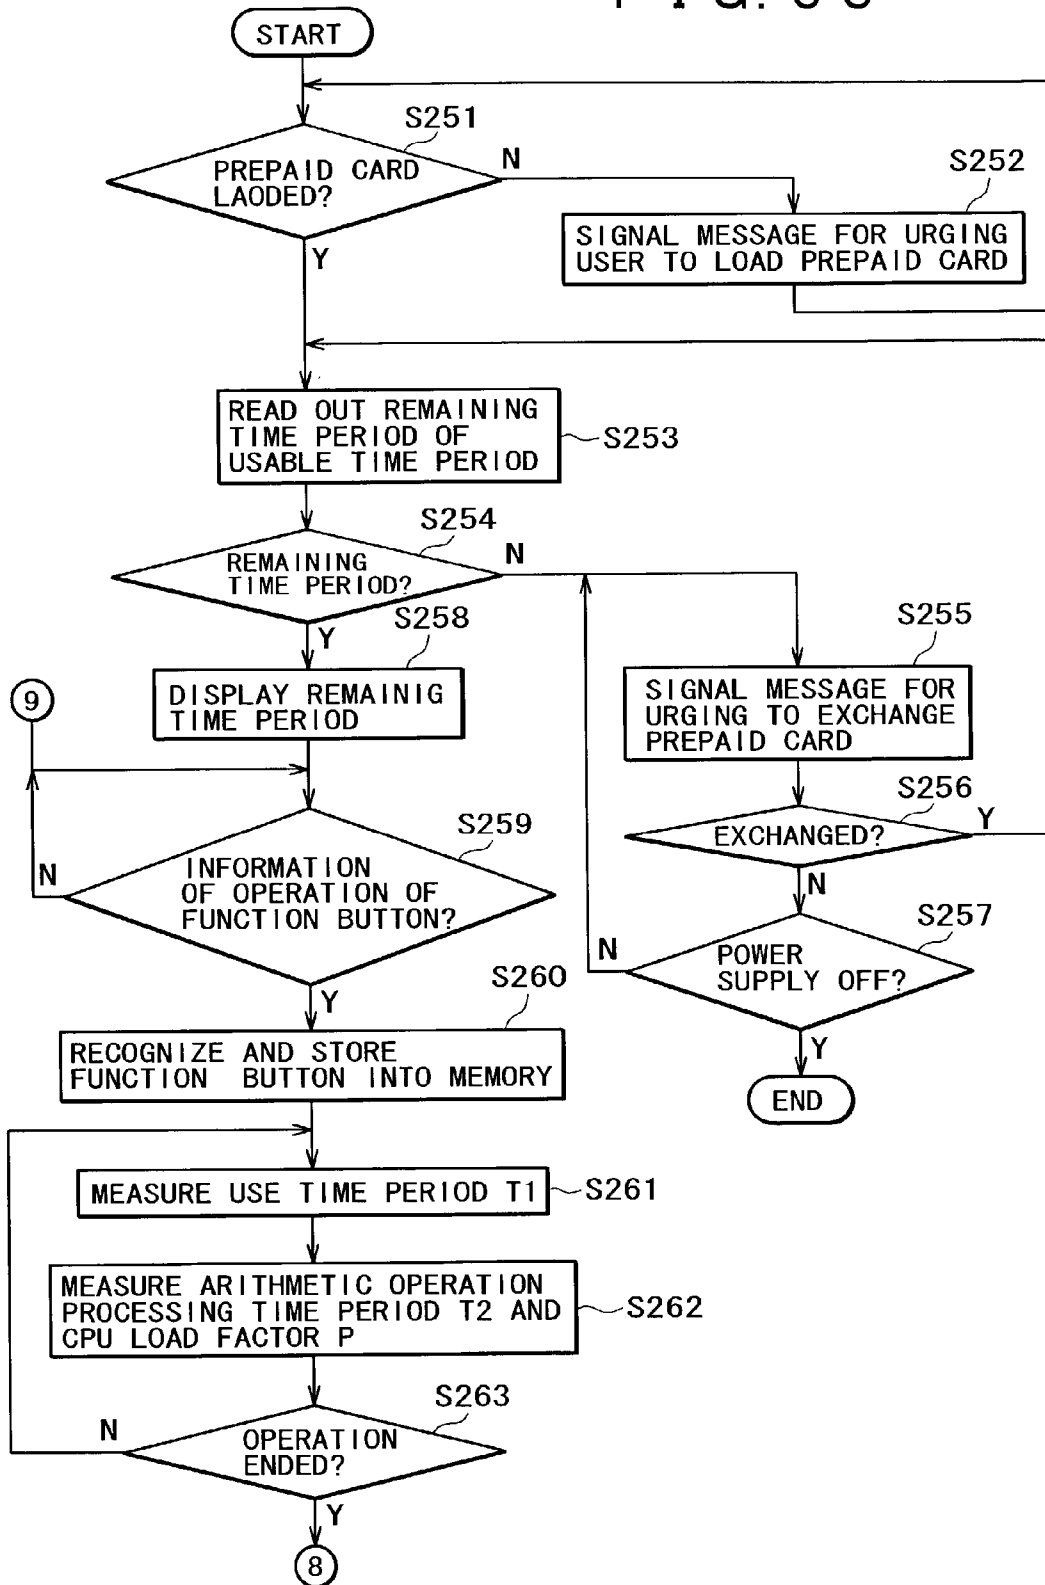 START
S251
PREPAID CARD
LAODED?
N
Y
S252
SIGNAL MESSAGE FOR URGING
USER TO LOAD PREPAID CARD
READ OUT REMAINING
TIME PERIOD OF
USABLE TIME PERIOD
S253
S254
REMAINING
TIME PERIOD?
N
Y
S258
DISPLAY REMAINIG
TIME PERIOD
9
S255
SIGNAL MESSAGE FOR
URGING TO EXCHANGE
PREPAID CARD
S256
EXCHANGED?
Y
N
S259
INFORMATION
OF OPERATION OF
FUNCTION BUTTON?
N
Y
S257
POWER
SUPPLY OFF?
N
Y
END
S260
RECOGNIZE AND STORE
FUNCTION BUTTON INTO MEMORY
MEASURE USE TIME PERIOD T1
S261
MEASURE ARITHMETIC OPERATION
PROCESSING TIME PERIOD T2 AND
CPU LOAD FACTOR P
S262
S263
OPERATION
ENDED?
N
Y
8